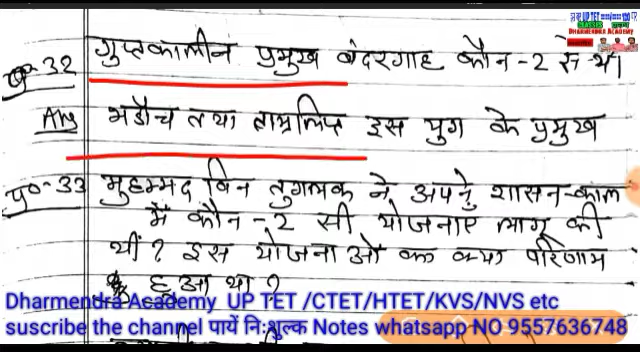 Dharmendra Academy
प्र०-32 गुप्तकालीन प्रमुख बंदरगाह कौन-2 से थे।
Ans भडौच तथा ताम्रलिप्त इस युग के प्रमुख
प्र०-33 मुहम्मद बिन तुगलक ने अपने शासन-काल
में कौन-2 सी योजनाए लागू की
थीं? इस योजनाओं का क्या परिणाम
हुआ था?
Dharmendra Academy UP TET /CTET/HTET/KVS/NVS etc
suscribe the channel पायें निःशुल्क Notes whatsapp NO 9557636748